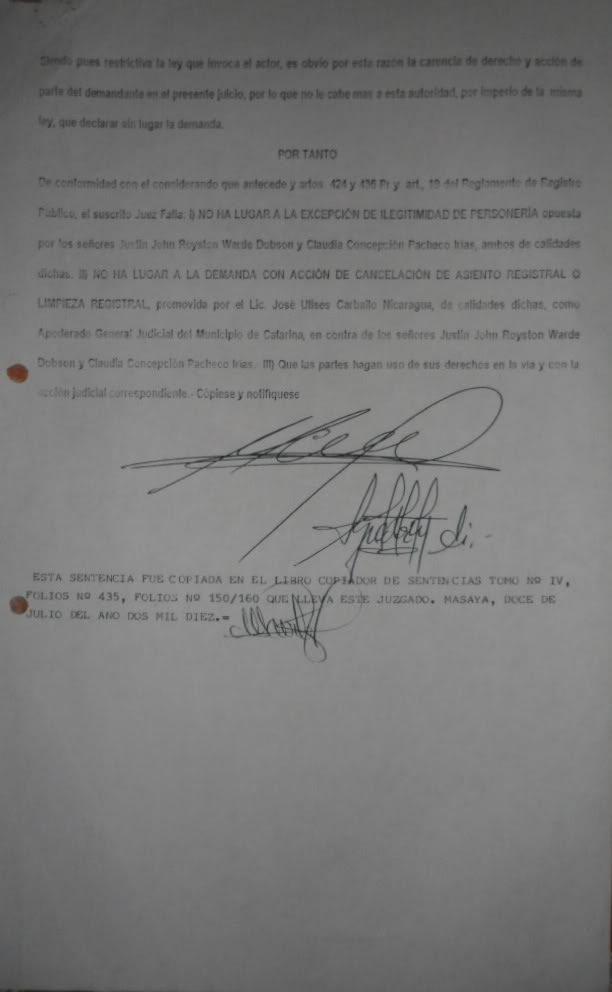 Siendo pues restrictiva la ley que invoca el actor, es obvio por esta razón la carencia de derecho y acción de
parte del demandante en el presente juicio, por lo que no le cabe mas a esta autoridad, por imperio de la misma
ley, que declarar sin lugar la demanda.
POR TANTO
De conformidad con el considerando que antecede y artos. 424 y 436 Pr y art., 19 del Reglamento de Registro
Público, el suscrito Juez Falla: I) NO HA LUGAR A LA EXCEPCIÓN DE ILEGITIMIDAD DE PERSONERÍA opuesta
por los señores Justin John Royston Warde Dobson y Claudia Concepción Pacheco Irías, ambos de calidades
dichas. II) NO HA LUGAR A LA DEMANDA CON ACCIÓN DE CANCELACIÓN DE ASIENTO REGISTRAL O
LIMPIEZA REGISTRAL, promovida por el Lic. José Ulises Carballo Nicaragua, de calidades dichas, como
Apoderado General Judicial del Municipio de Catarina, en contra de los señores Justin John Royston Warde
Dobson y Claudia Concepción Pacheco Irías. III) Que las partes hagan uso de sus derechos en la vía y con la
acción judicial correspondiente.- Cópiese y notifíquese
ESTA SENTENCIA FUE COPIADA EN EL LIBRO COPIADOR DE SENTENCIAS TOMO Nº IV,
FOLIOS Nº 435, FOLIOS Nº 150/160 QUE LLEVA ESTE JUZGADO. MASAYA, DOCE DE
JULIO DEL ANO DOS MIL DIEZ.=